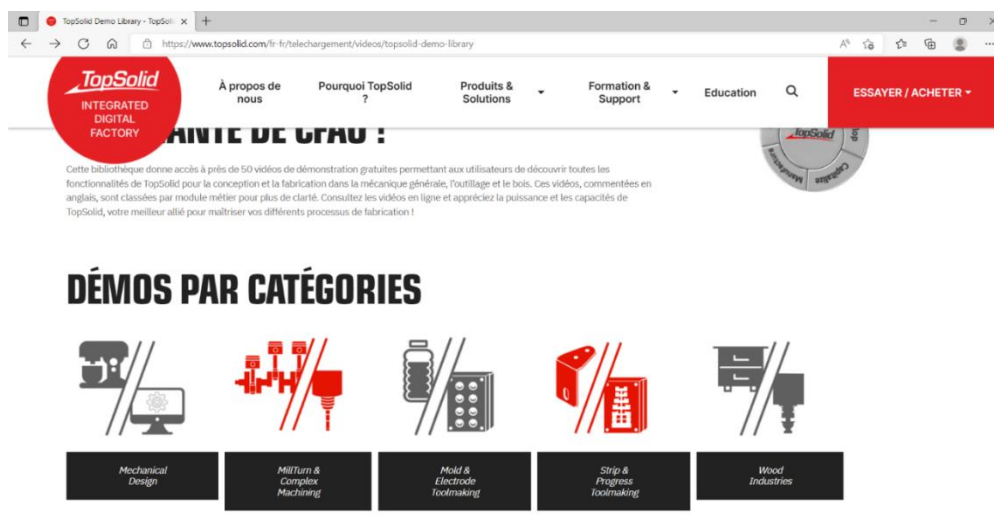 TopSolid Demo Library - TopSoli
https://www.topsolid.com/fr-fr/telechargement/videos/topsolid-demo-library
TopSolid
INTEGRATED
DIGITAL
FACTORY
À propos de
nous
Pourquoi TopSolid
?
Produits &
Solutions
Formation &
Support
Education
ESSAYER / ACHETER
DE CFAO !
TopSolid
Manufacture
Capitalize
Cette bibliothèque donne accès à près de 50 vidéos de démonstration gratuites permettant aux utilisateurs de découvrir toutes les
fonctionnalités de TopSolid pour la conception et la fabrication dans la mécanique générale, l'outillage et le bois. Ces vidéos, commentées en
anglais, sont classées par module métier pour plus de clarté. Consultez les vidéos en ligne et appréciez la puissance et les capacités de
TopSolid, votre meilleur allié pour maîtriser vos différents processus de fabrication !
DÉMOS PAR CATÉGORIES
Mechanical
Design
MillTurn &
Complex
Machining
Mold &
Electrode
Toolmaking
Strip &
Progress
Toolmaking
Wood
Industries